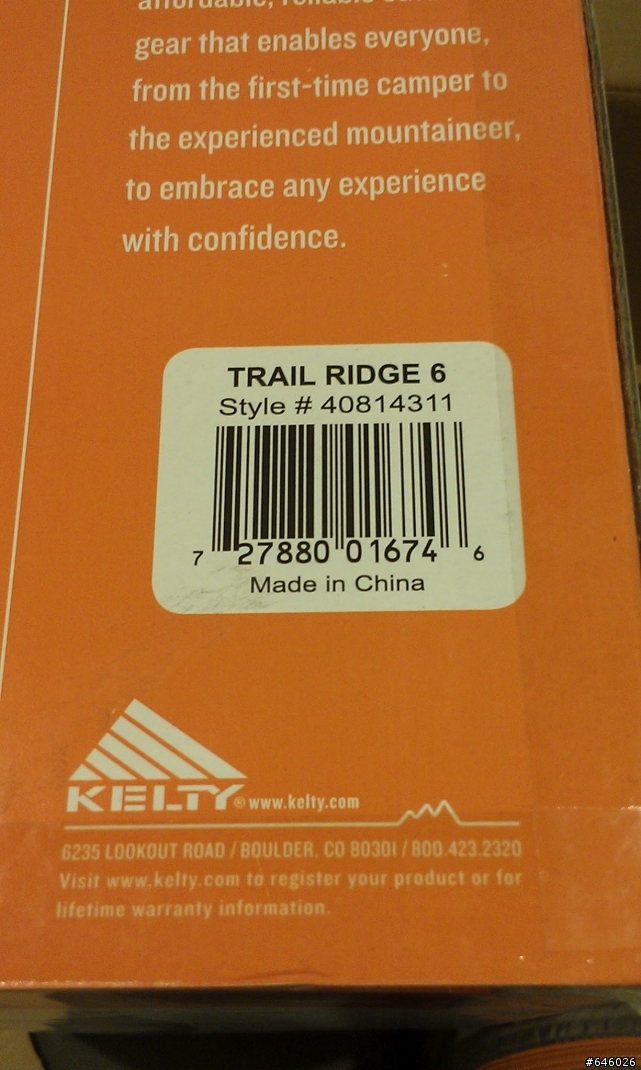 affordable, reliable
gear that enables everyone,
from the first-time camper to
the experienced mountaineer,
to embrace any experience
with confidence.
TRAIL RIDGE 6
Style # 40814311
7 27880 01674 6
Made in China
KELTY® www.kelty.com
6235 LOOKOUT ROAD / BOULDER, CO 80301 / 800.423.2320
Visit www.kelty.com to register your product or for
lifetime warranty information.
#646026